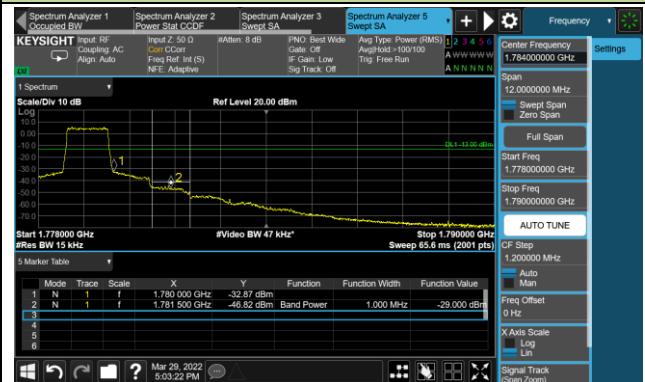 Spectrum Analyzer 1
Occupied BW
Spectrum Analyzer 2
Power Stat CCDF
Spectrum Analyzer 3
Swept SA
Spectrum Analyzer 5
Swept SA
Frequency
KEYSIGHT
Input: RF
Coupling: AC
Align: Auto
Input Z: 50 Ω
Corr CCorr
Freq Ref: Int (S)
NFE: Adaptive
#Atten: 8 dB
PNO: Best Wide
Gate: Off
IF Gain: Low
Sig Track: Off
Avg Type: Power (RMS)
Avg|Hold:>100/100
Trig: Free Run
1 2 3 4 5 6
A W W W W W
A N N N N N
LXI
1 Spectrum
Scale/Div 10 dB
Ref Level 20.00 dBm
Log
10.0
0.00
-10.0
-20.0
-30.0
-40.0
-50.0
-60.0
-70.0
DL1 -13.00 dBm
1
2
Start 1.778000 GHz
#Video BW 47 kHz*
Stop 1.790000 GHz
#Res BW 15 kHz
Sweep 65.6 ms (2001 pts)
5 Marker Table
Mode Trace Scale X Y Function Function Width Function Value
1 N 1 f 1.780 000 GHz -32.87 dBm
2 N 1 f 1.781 500 GHz -46.82 dBm Band Power 1.000 MHz -29.000 dBm
3
4
5
6
Mar 29, 2022
5:03:22 PM
Center Frequency
1.784000000 GHz
Settings
Span
12.0000000 MHz
Swept Span
Zero Span
Full Span
Start Freq
1.778000000 GHz
Stop Freq
1.790000000 GHz
AUTO TUNE
CF Step
1.200000 MHz
Auto
Man
Freq Offset
0 Hz
X Axis Scale
Log
Lin
Signal Track
(Span Zoom)